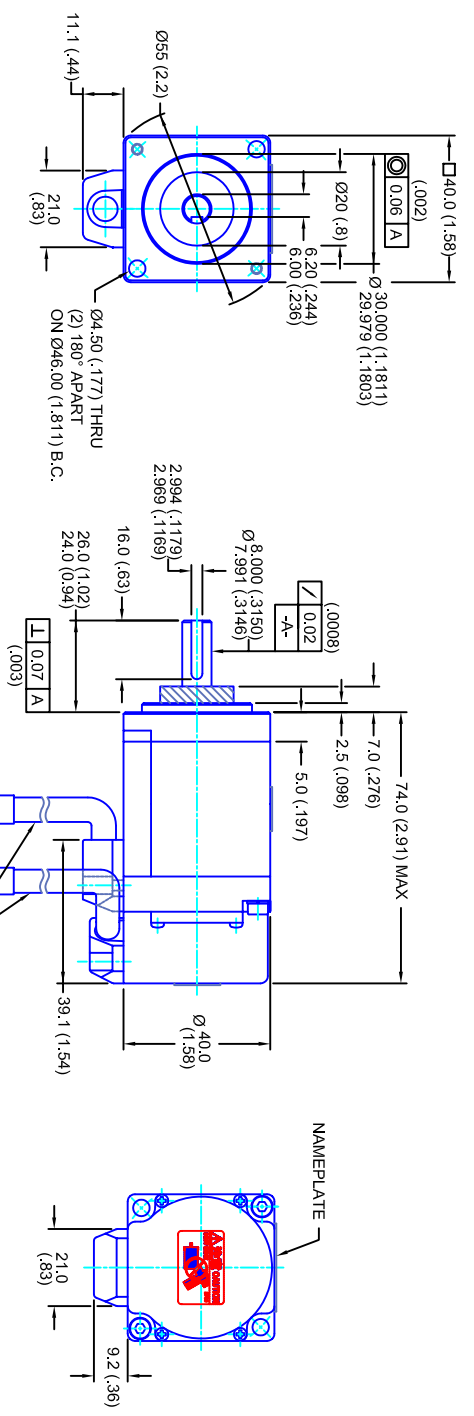 □40.0 (1.58)
(.002)
◎ 0.06 A
Ø 30.000 (1.1811)
29.979 (1.1803)
Ø20 (.8)
6.20 (.244)
6.00 (.236)
Ø55 (2.2)
11.1 (.44)
21.0
(.83)
Ø4.50 (.177) THRU
(2) 180° APART
ON Ø46.00 (1.811) B.C.
74.0 (2.91) MAX
7.0 (.276)
2.5 (.098)
5.0 (.197)
(.0008)
⁄ 0.02
-A-
Ø 8.000 (.3150)
7.991 (.3146)
2.994 (.1179)
2.969 (.1169)
16.0 (.63)
26.0 (1.02)
24.0 (0.94)
⊥ 0.07 A
(.003)
39.1 (1.54)
Ø 40.0
(1.58)
NAMEPLATE
21.0
(.83)
9.2 (.36)